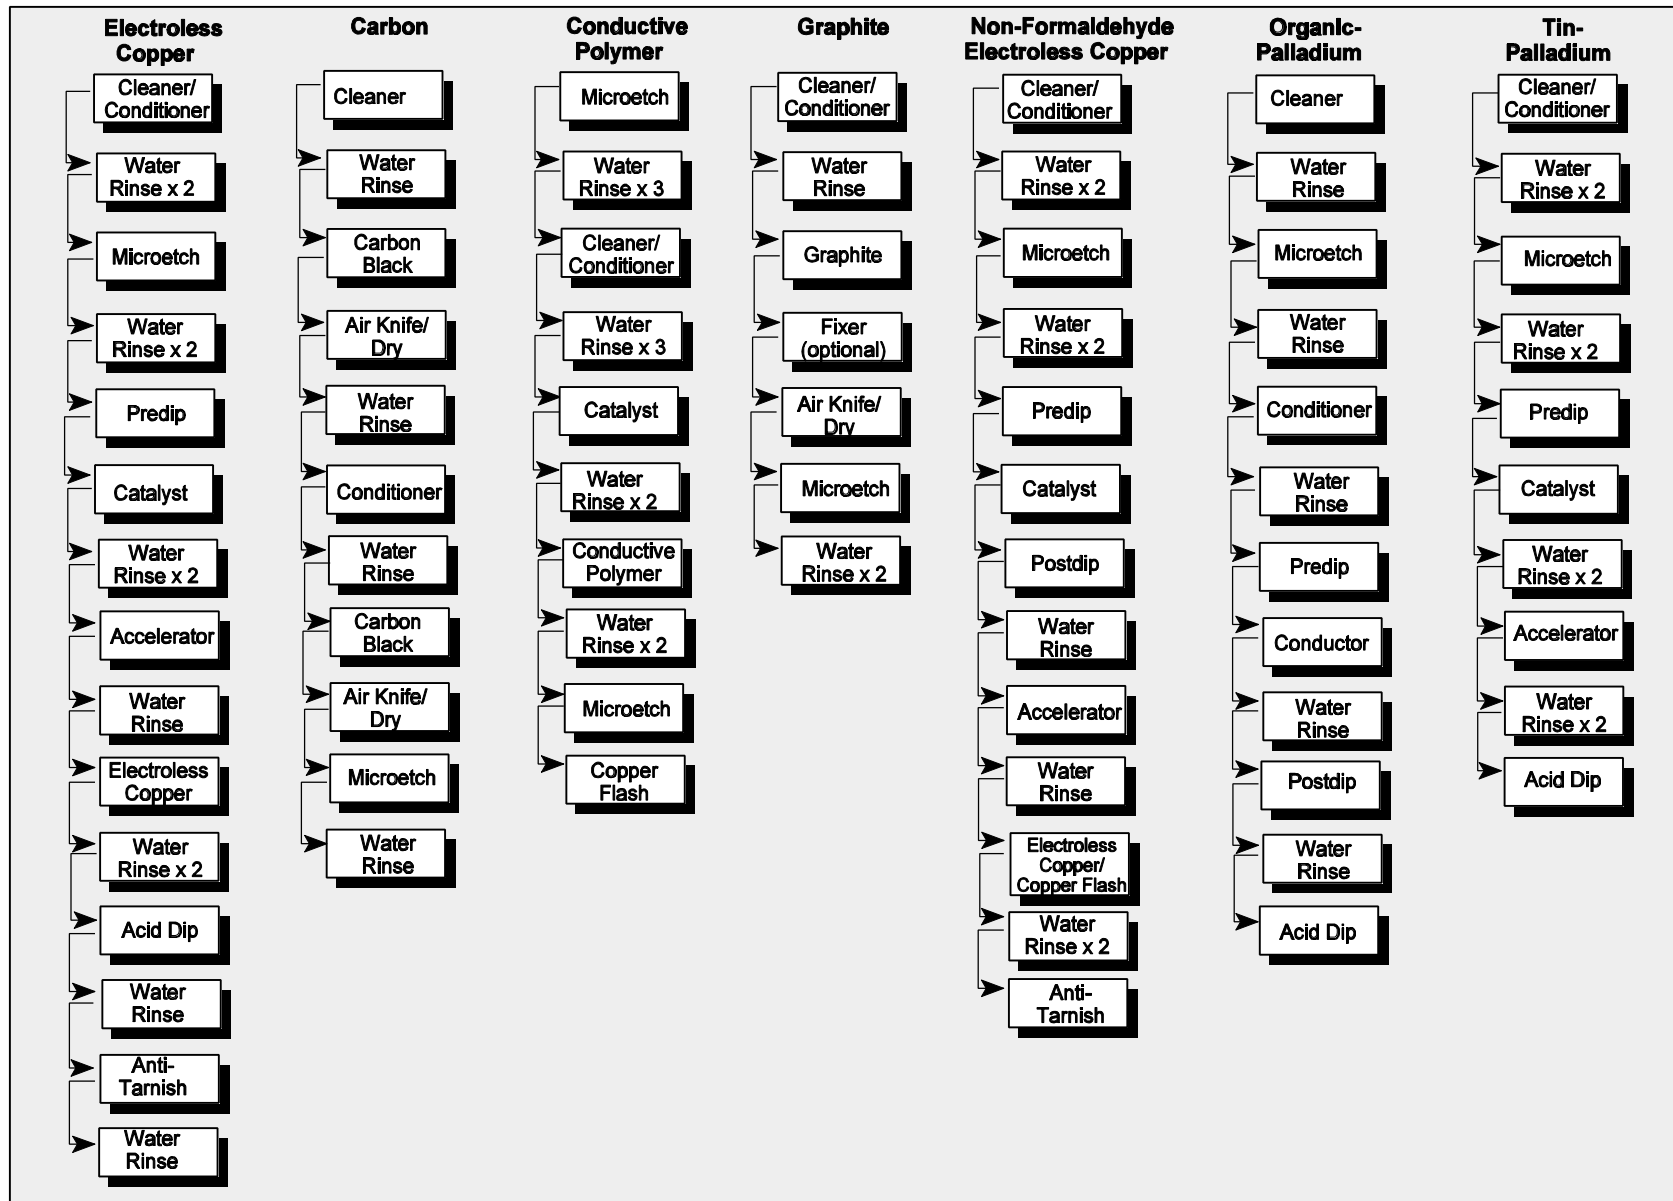 Electroless
Copper
Cleaner/
Conditioner
Water
Rinse x 2
Microetch
Water
Rinse x 2
Predip
Catalyst
Water
Rinse x 2
Accelerator
Water
Rinse
Electroless
Copper
Water
Rinse x 2
Acid Dip
Water
Rinse
Anti-
Tarnish
Water
Rinse
Carbon
Cleaner
Water
Rinse
Carbon
Black
Air Knife/
Dry
Water
Rinse
Conditioner
Water
Rinse
Carbon
Black
Air Knife/
Dry
Microetch
Water
Rinse
Conductive
Polymer
Microetch
Water
Rinse x 3
Cleaner/
Conditioner
Water
Rinse x 3
Catalyst
Water
Rinse x 2
Conductive
Polymer
Water
Rinse x 2
Microetch
Copper
Flash
Graphite
Cleaner/
Conditioner
Water
Rinse
Graphite
Fixer
(optional)
Air Knife/
Dry
Microetch
Water
Rinse x 2
Non-Formaldehyde
Electroless Copper
Cleaner/
Conditioner
Water
Rinse x 2
Microetch
Water
Rinse x 2
Predip
Catalyst
Postdip
Water
Rinse
Accelerator
Water
Rinse
Electroless
Copper/
Copper Flash
Water
Rinse x 2
Anti-
Tarnish
Organic-
Palladium
Cleaner
Water
Rinse
Microetch
Water
Rinse
Conditioner
Water
Rinse
Predip
Conductor
Water
Rinse
Postdip
Water
Rinse
Acid Dip
Tin-
Palladium
Cleaner/
Conditioner
Water
Rinse x 2
Microetch
Water
Rinse x 2
Predip
Catalyst
Water
Rinse x 2
Accelerator
Water
Rinse x 2
Acid Dip